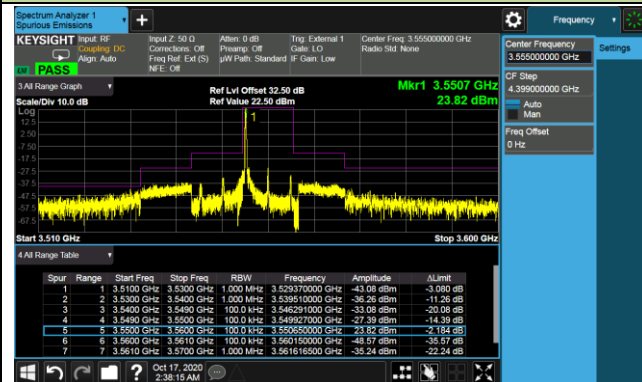 Spectrum Analyzer 1
Spurious Emissions
Frequency
KEYSIGHT Input: RF
Coupling: DC
Align: Auto
Input Z: 50 Ω
Corrections: Off
Freq Ref: Ext (S)
NFE: Off
Atten: 0 dB
Preamp: Off
µW Path: Standard
Trig: External 1
Gate: LO
IF Gain: Low
Center Freq: 3.555000000 GHz
Radio Std: None
PASS
Center Frequency
3.555000000 GHz
Settings
CF Step
4.399000000 GHz
Auto
Man
Freq Offset
0 Hz
3 All Range Graph
Scale/Div 10.0 dB
Ref Lvl Offset 32.50 dB
Ref Value 22.50 dBm
Mkr1 3.5507 GHz
23.82 dBm
Log
12.5
2.50
-7.50
-17.5
-27.5
-37.5
-47.5
-57.5
-67.5
1
Start 3.510 GHz
Stop 3.600 GHz
4 All Range Table
Spur Range Start Freq Stop Freq RBW Frequency Amplitude ΔLimit
1 1 3.5100 GHz 3.5300 GHz 1.000 MHz 3.529370000 GHz -43.08 dBm -3.080 dB
2 2 3.5300 GHz 3.5400 GHz 1.000 MHz 3.539510000 GHz -36.26 dBm -11.26 dB
3 3 3.5400 GHz 3.5490 GHz 100.0 kHz 3.546291000 GHz -33.08 dBm -20.08 dB
4 4 3.5490 GHz 3.5500 GHz 100.0 kHz 3.549927000 GHz -27.39 dBm -14.39 dB
5 5 3.5500 GHz 3.5600 GHz 100.0 kHz 3.550650000 GHz 23.82 dBm -2.184 dB
6 6 3.5600 GHz 3.5610 GHz 100.0 kHz 3.560150000 GHz -48.57 dBm -35.57 dB
7 7 3.5610 GHz 3.5700 GHz 1.000 MHz 3.561616500 GHz -35.24 dBm -22.24 dB
Oct 17, 2020
2:38:15 AM